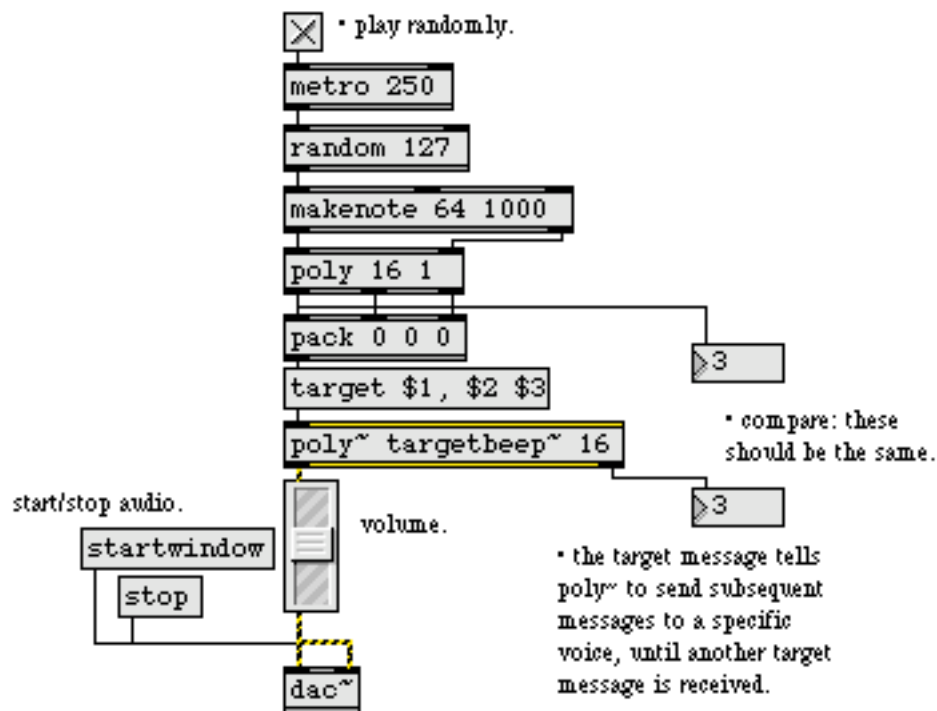 ▪ play randomly.
metro 250
random 127
makenote 64 1000
poly 16 1
pack 0 0 0
3
target $1, $2 $3
▪ compare: these
should be the same.
poly~ targetbeep~ 16
3
start/stop audio.
volume.
startwindow
stop
▪ the target message tells
poly~ to send subsequent
messages to a specific
voice, until another target
message is received.
dac~